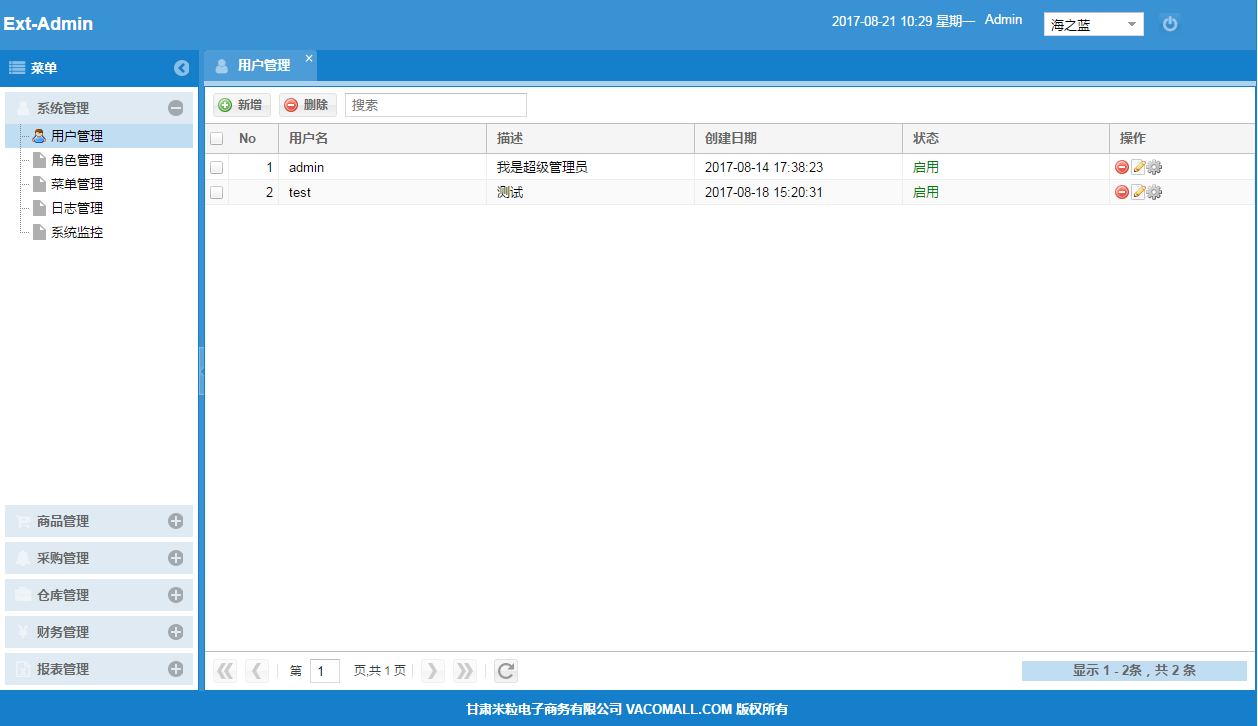 Ext-Admin
2017-08-21 10:29 星期一 Admin 海之蓝
菜单
用户管理
系统管理
用户管理
角色管理
菜单管理
日志管理
系统监控
商品管理
采购管理
仓库管理
财务管理
报表管理
新增 删除 搜索
No 用户名 描述 创建日期 状态 操作
1 admin 我是超级管理员 2017-08-14 17:38:23 启用
2 test 测试 2017-08-18 15:20:31 启用
第 1 页,共 1 页
显示 1 - 2条，共 2 条
甘肃米粒电子商务有限公司 VACOMALL.COM 版权所有